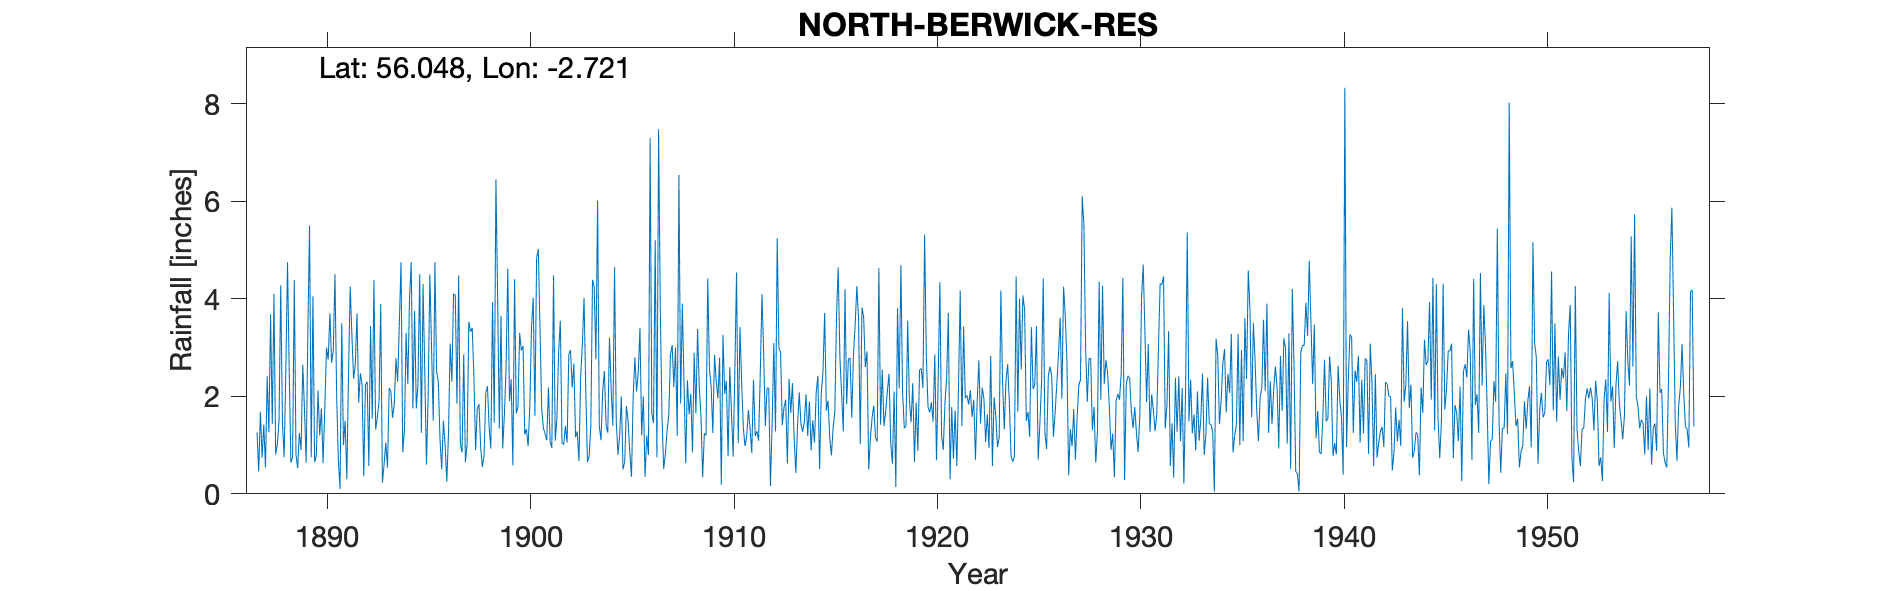 NORTH-BERWICK-RES
Lat: 56.048, Lon: -2.721
Rainfall [inches]
8
6
4
2
0
1890 1900 1910 1920 1930 1940 1950
Year